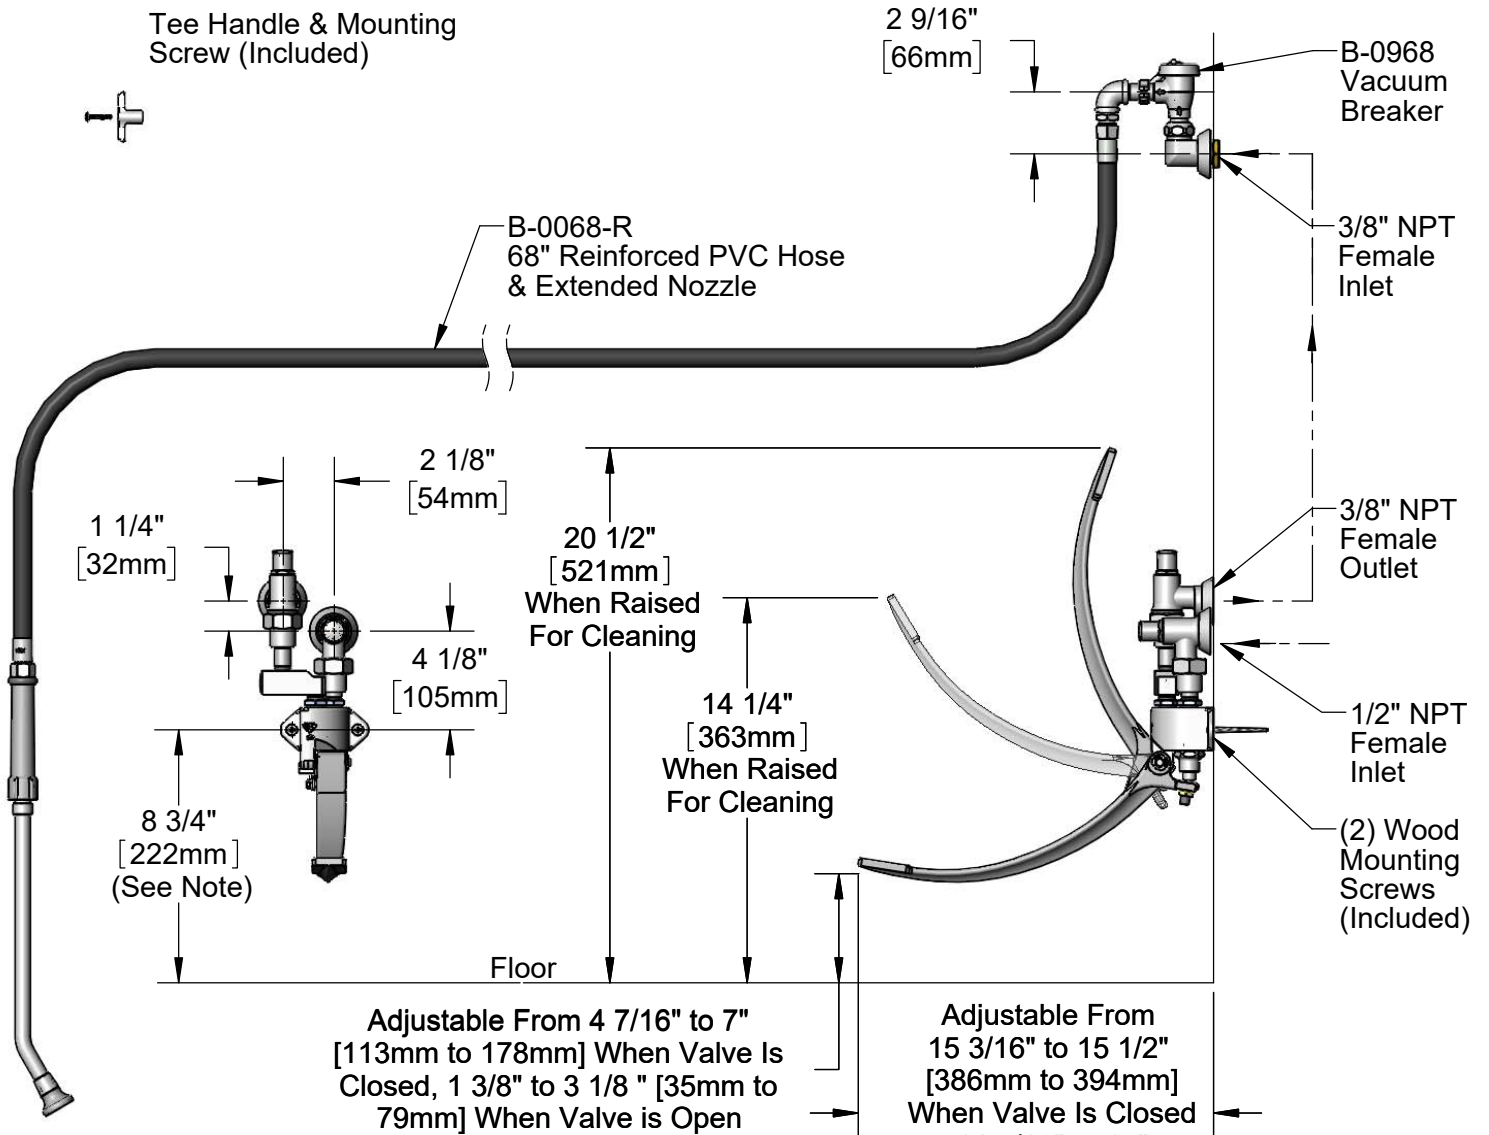 Tee Handle & Mounting
Screw (Included)
2 9/16"
[66mm]
B-0968
Vacuum
Breaker
B-0068-R
68" Reinforced PVC Hose
& Extended Nozzle
3/8" NPT
Female
Inlet
2 1/8"
[54mm]
1 1/4"
[32mm]
20 1/2"
[521mm]
When Raised
For Cleaning
3/8" NPT
Female
Outlet
4 1/8"
[105mm]
14 1/4"
[363mm]
When Raised
For Cleaning
1/2" NPT
Female
Inlet
8 3/4"
[222mm]
(See Note)
(2) Wood
Mounting
Screws
(Included)
Floor
Adjustable From 4 7/16" to 7"
[113mm to 178mm] When Valve Is
Closed, 1 3/8" to 3 1/8 " [35mm to
79mm] When Valve is Open
Adjustable From
15 3/16" to 15 1/2"
[386mm to 394mm]
When Valve Is Closed